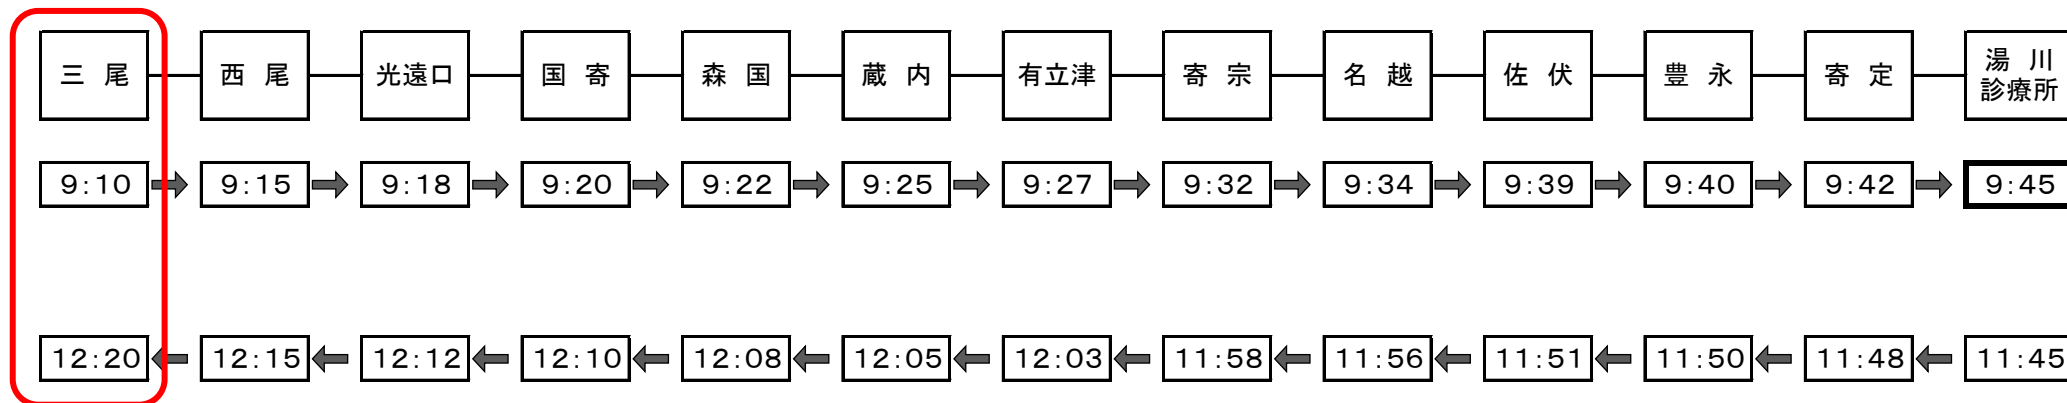 三 尾 西 尾 光遠口 国 寄 森 国 蔵 内 有立津 寄 宗 名 越 佐 伏 豊 永 寄 定 湯 川
診療所
9:10 9:15 9:18 9:20 9:22 9:25 9:27 9:32 9:34 9:39 9:40 9:42 9:45
12:20 12:15 12:12 12:10 12:08 12:05 12:03 11:58 11:56 11:51 11:50 11:48 11:45